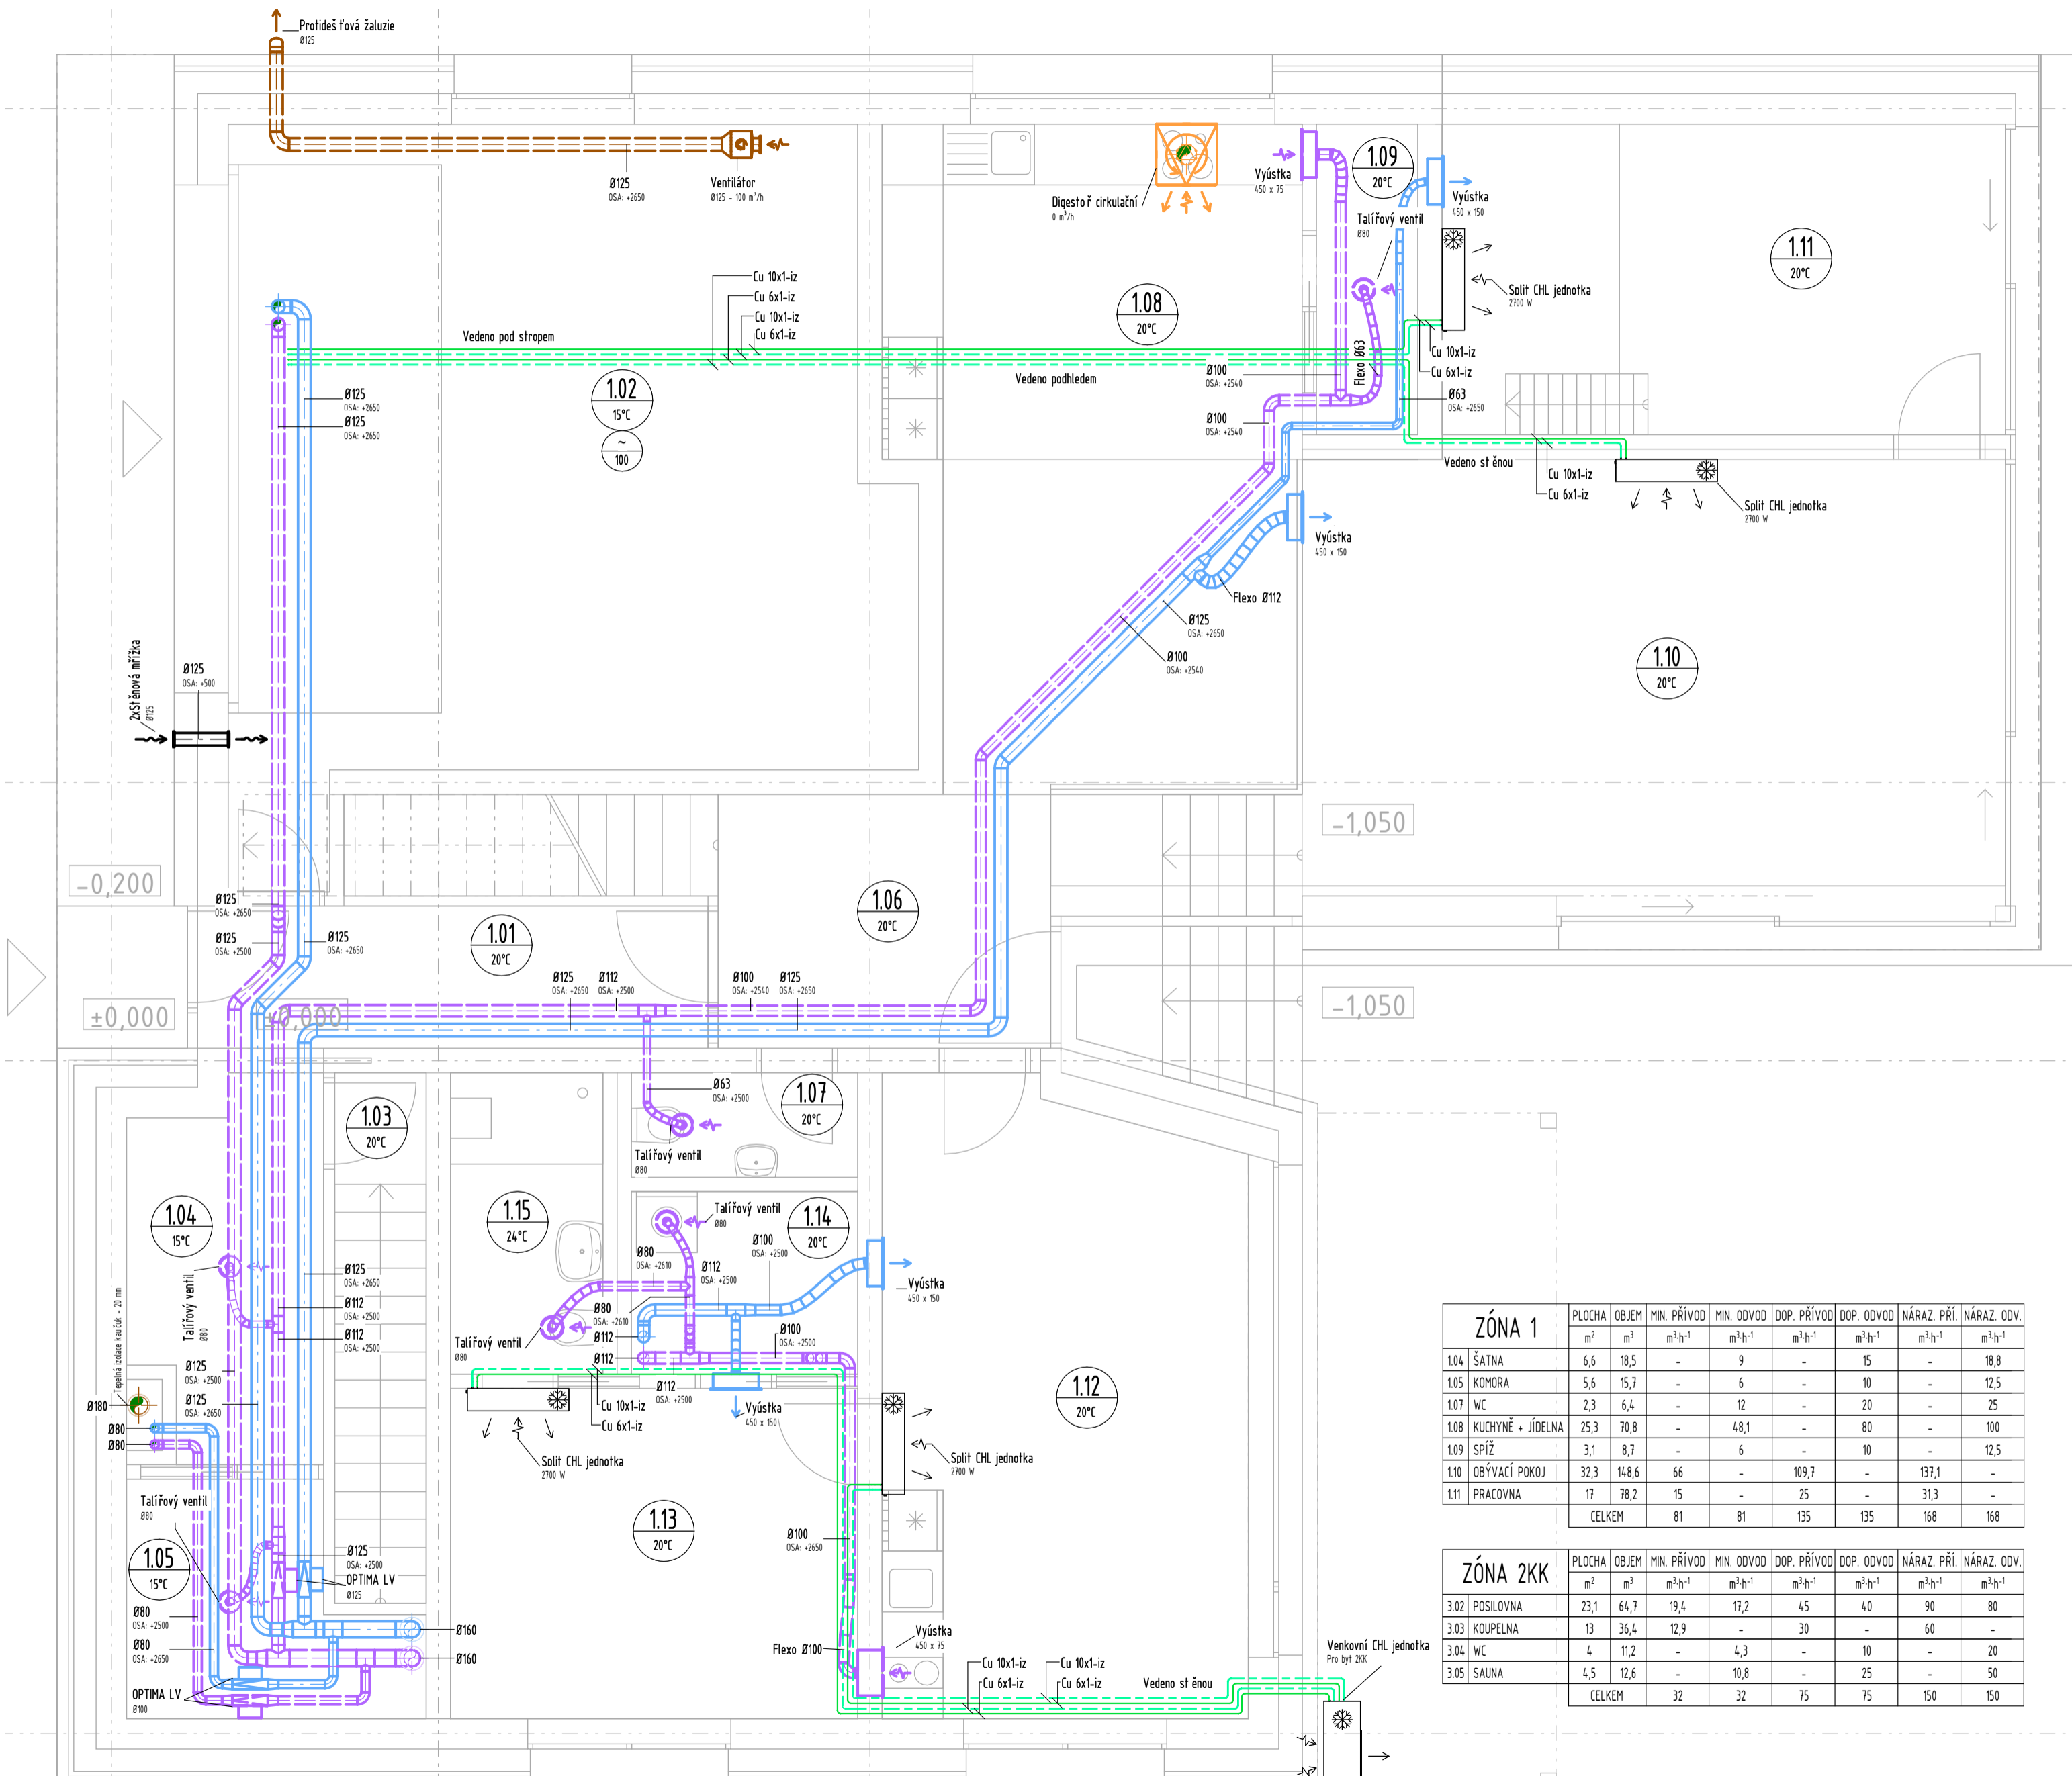 Protidešťová žaluzie
Ø125
Ø125
OSA: +2650
Ventilátor
Ø125 - 100 m³/h
Digestoř cirkulační
0 m³/h
Vyústka
450 x 75
1.09
20°C
Talířový ventil
Ø80
Vyústka
450 x 150
1.11
20°C
Split CHL jednotka
2700 W
Cu 10x1-iz
Cu 6x1-iz
Cu 10x1-iz
Cu 6x1-iz
1.08
20°C
Vedeno pod stropem
Vedeno podhledem
Flexo Ø63
Cu 10x1-iz
Cu 6x1-iz
Ø100
OSA: +2540
Ø63
OSA: +2650
Ø100
OSA: +2540
1.02
15°C
~
100
Ø125
OSA: +2650
Ø125
OSA: +2650
Vedeno stěnou
Cu 10x1-iz
Cu 6x1-iz
Split CHL jednotka
2700 W
Vyústka
450 x 150
Flexo Ø112
Ø125
OSA: +2650
Ø100
OSA: +2540
1.10
20°C
2xStěnová mřížka
Ø125
Ø125
OSA: +500
-1,050
-0,200
Ø125
OSA: +2650
Ø125
OSA: +2500
Ø125
OSA: +2650
1.01
20°C
1.06
20°C
Ø125
OSA: +2650
Ø112
OSA: +2500
Ø100
OSA: +2540
Ø125
OSA: +2650
-1,050
±0,000
±0,000
1.03
20°C
Ø63
OSA: +2500
1.07
20°C
Talířový ventil
Ø80
1.04
15°C
1.15
24°C
Talířový ventil
Ø80
1.14
20°C
Ø80
OSA: +2610
Ø100
OSA: +2500
Ø112
OSA: +2500
Vyústka
450 x 150
Talířový ventil
Ø80
Tepelná izolace kaučuk - 20 mm
Ø125
OSA: +2650
Ø112
OSA: +2500
Ø112
OSA: +2500
Ø80
OSA: +2610
Ø112
Ø112
Talířový ventil
Ø80
Ø100
OSA: +2500
Ø112
OSA: +2500
Ø125
OSA: +2500
Ø125
OSA: +2650
Ø180
Ø80
Ø80
Cu 10x1-iz
Cu 6x1-iz
Vyústka
450 x 150
1.12
20°C
Split CHL jednotka
2700 W
Split CHL jednotka
2700 W
Talířový ventil
Ø80
1.05
15°C
1.13
20°C
Ø100
OSA: +2650
Ø125
OSA: +2500
OPTIMA LV
Ø125
Ø80
OSA: +2500
Ø80
OSA: +2650
Ø160
Ø160
OPTIMA LV
Ø100
Flexo Ø100
Vyústka
450 x 75
Cu 10x1-iz
Cu 6x1-iz
Cu 10x1-iz
Cu 6x1-iz
Vedeno stěnou
Venkovní CHL jednotka
Pro byt 2KK
ZÓNA 1 PLOCHA OBJEM MIN. PŘÍVOD MIN. ODVOD DOP. PŘÍVOD DOP. ODVOD NÁRAZ. PŘÍ. NÁRAZ. ODV.
m² m³ m³·h⁻¹ m³·h⁻¹ m³·h⁻¹ m³·h⁻¹ m³·h⁻¹ m³·h⁻¹
1.04 ŠATNA 6,6 18,5 - 9 - 15 - 18,8
1.05 KOMORA 5,6 15,7 - 6 - 10 - 12,5
1.07 WC 2,3 6,4 - 12 - 20 - 25
1.08 KUCHYNĚ + JÍDELNA 25,3 70,8 - 48,1 - 80 - 100
1.09 SPÍŽ 3,1 8,7 - 6 - 10 - 12,5
1.10 OBÝVACÍ POKOJ 32,3 148,6 66 - 109,7 - 137,1 -
1.11 PRACOVNA 17 78,2 15 - 25 - 31,3 -
CELKEM 81 81 135 135 168 168
ZÓNA 2KK PLOCHA OBJEM MIN. PŘÍVOD MIN. ODVOD DOP. PŘÍVOD DOP. ODVOD NÁRAZ. PŘÍ. NÁRAZ. ODV.
m² m³ m³·h⁻¹ m³·h⁻¹ m³·h⁻¹ m³·h⁻¹ m³·h⁻¹ m³·h⁻¹
3.02 POSILOVNA 23,1 64,7 19,4 17,2 45 40 90 80
3.03 KOUPELNA 13 36,4 12,9 - 30 - 60 -
3.04 WC 4 11,2 - 4,3 - 10 - 20
3.05 SAUNA 4,5 12,6 - 10,8 - 25 - 50
CELKEM 32 32 75 75 150 150